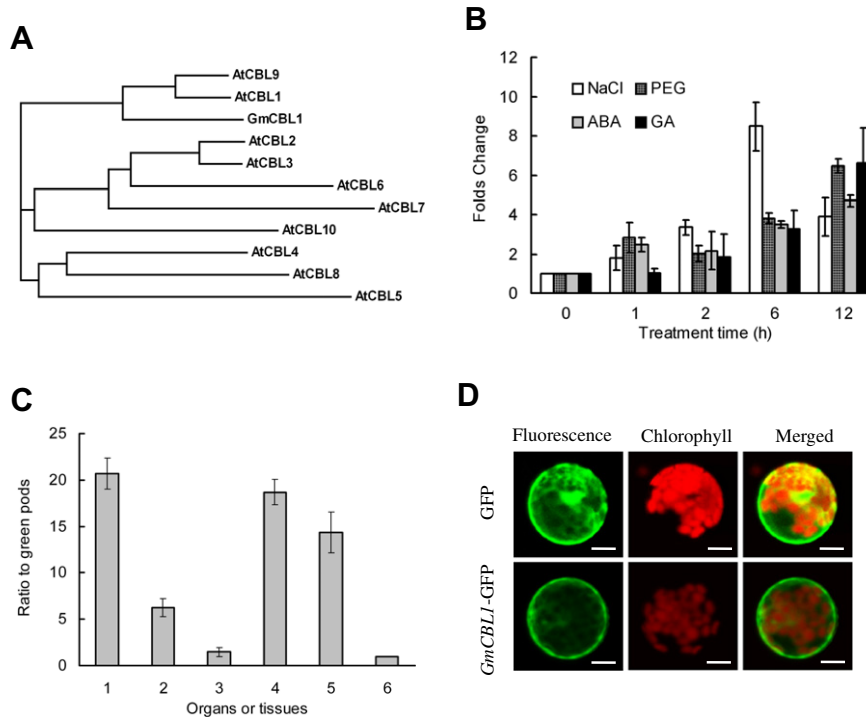 A
AtCBL9
AtCBL1
GmCBL1
AtCBL2
AtCBL3
AtCBL6
AtCBL7
AtCBL10
AtCBL4
AtCBL8
AtCBL5
B
12
10
8
6
4
2
0
Folds Change
NaCl PEG
ABA GA
0 1 2 6 12
Treatment time (h)
C
25
20
15
10
5
0
Ratio to green pods
1 2 3 4 5 6
Organs or tissues
D
Fluorescence Chlorophyll Merged
GFP
GmCBL1-GFP